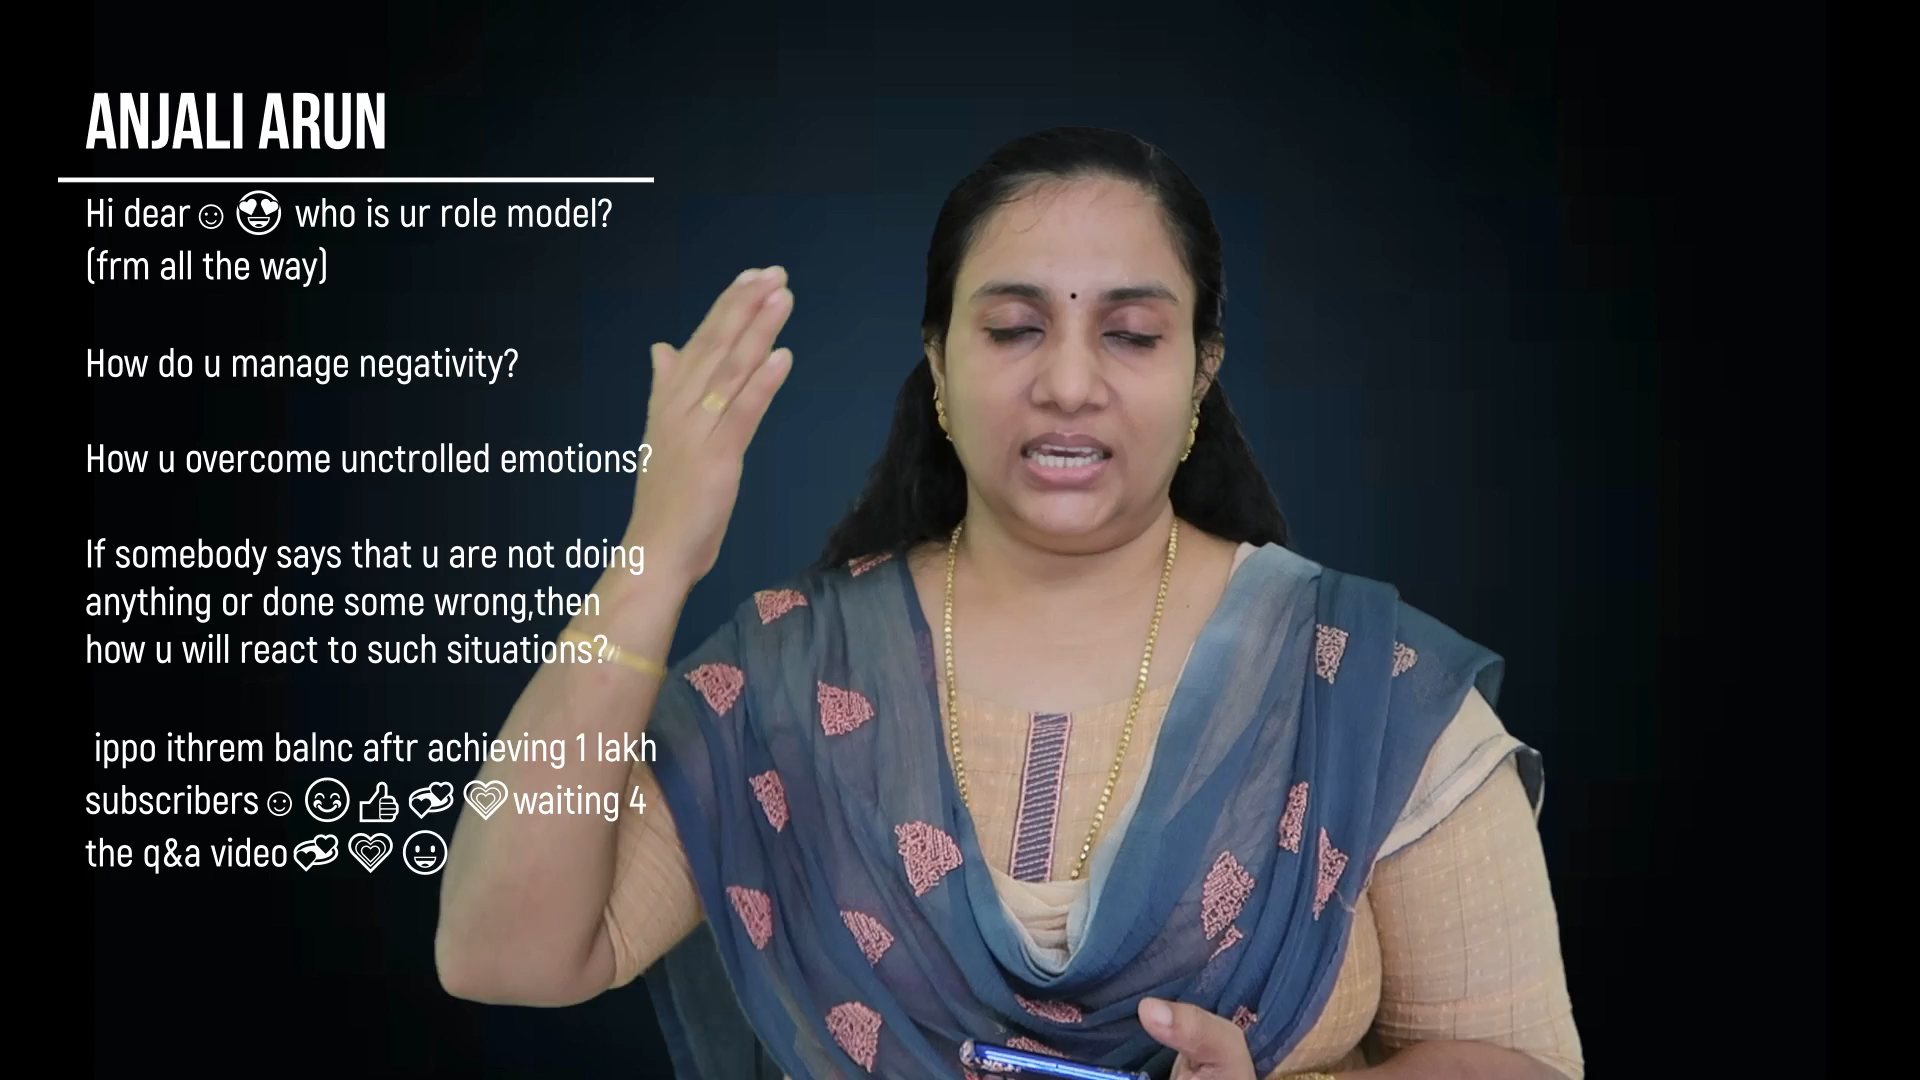 ANJALI ARUN
Hi dear☺😍 who is ur role model?
(frm all the way)
How do u manage negativity?
How u overcome unctrolled emotions?
If somebody says that u are not doing
anything or done some wrong,then
how u will react to such situations?
ippo ithrem balnc aftr achieving 1 lakh
subscribers☺😊👍💞💗waiting 4
the q&a video💞💗😀